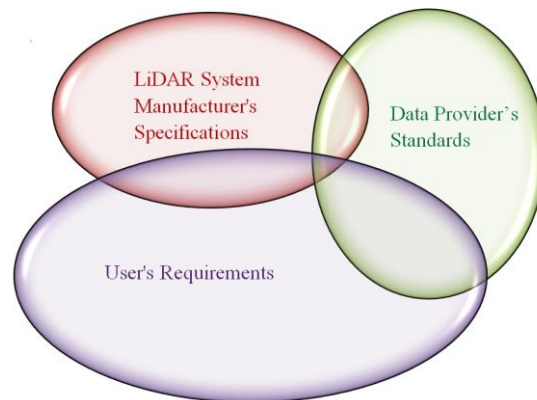 LiDAR System
Manufacturer's
Specifications
Data Provider’s
Standards
User's Requirements